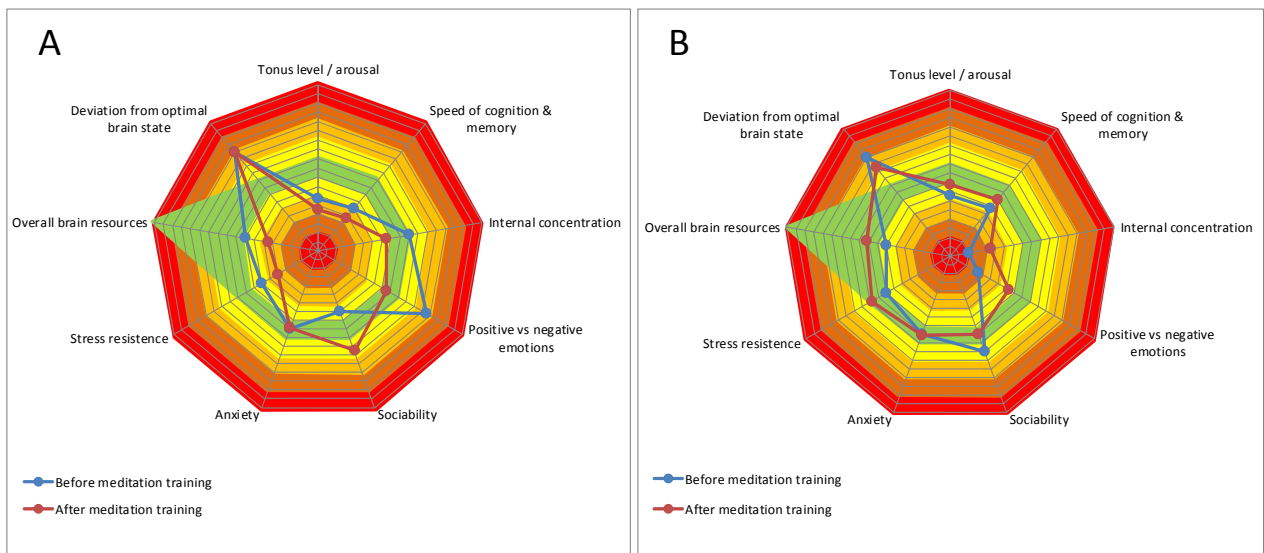 A
Tonus level / arousal
Speed of cognition &
memory
Internal concentration
Positive vs negative
emotions
Sociability
Anxiety
Stress resistence
Overall brain resources
Deviation from optimal
brain state
Before meditation training
After meditation training
B
Tonus level / arousal
Speed of cognition &
memory
Internal concentration
Positive vs negative
emotions
Sociability
Anxiety
Stress resistence
Overall brain resources
Deviation from optimal
brain state
Before meditation training
After meditation training